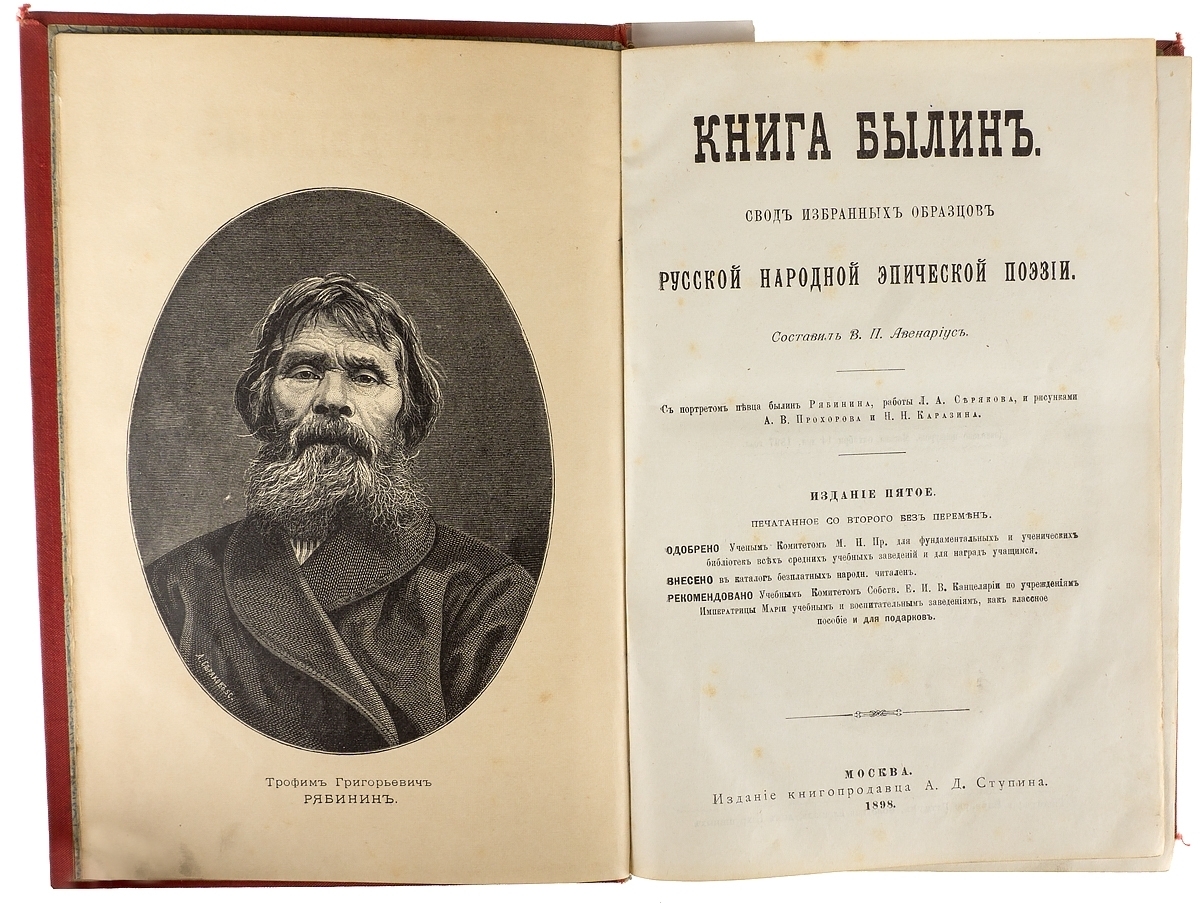 Трофимъ Григорьевичъ
РЯБИНИНЪ.
КНИГА БЫЛИНЪ.
СВОДЪ ИЗБРАННЫХЪ ОБРАЗЦОВЪ
РУССКОЙ НАРОДНОЙ ЭПИЧЕСКОЙ ПОЭЗІИ.
Составилъ В. П. Авенаріусъ.
Съ портретомъ пѣвца былинъ Рябинина, работы Л. А. Сѣрякова, и рисунками
А. В. Прохорова и Н. Н. Каразина.
ИЗДАНІЕ ПЯТОЕ.
ПЕЧАТАННОЕ СО ВТОРОГО БЕЗЪ ПЕРЕМѢНЪ.
ОДОБРЕНО Ученымъ Комитетомъ М. Н. Пр. для фундаментальныхъ и ученическихъ
библіотекъ всѣхъ среднихъ учебныхъ заведеній и для наградъ учащимся.
ВНЕСЕНО въ каталогъ безплатныхъ народн. читаленъ.
РЕКОМЕНДОВАНО Учебнымъ Комитетомъ Собств. Е. И. В. Канцеляріи по учрежденіямъ
Императрицы Маріи учебнымъ и воспитательнымъ заведеніямъ, какъ классное
пособіе и для подарковъ.
МОСКВА.
Изданіе книгопродавца А. Д. Ступина.
1898.